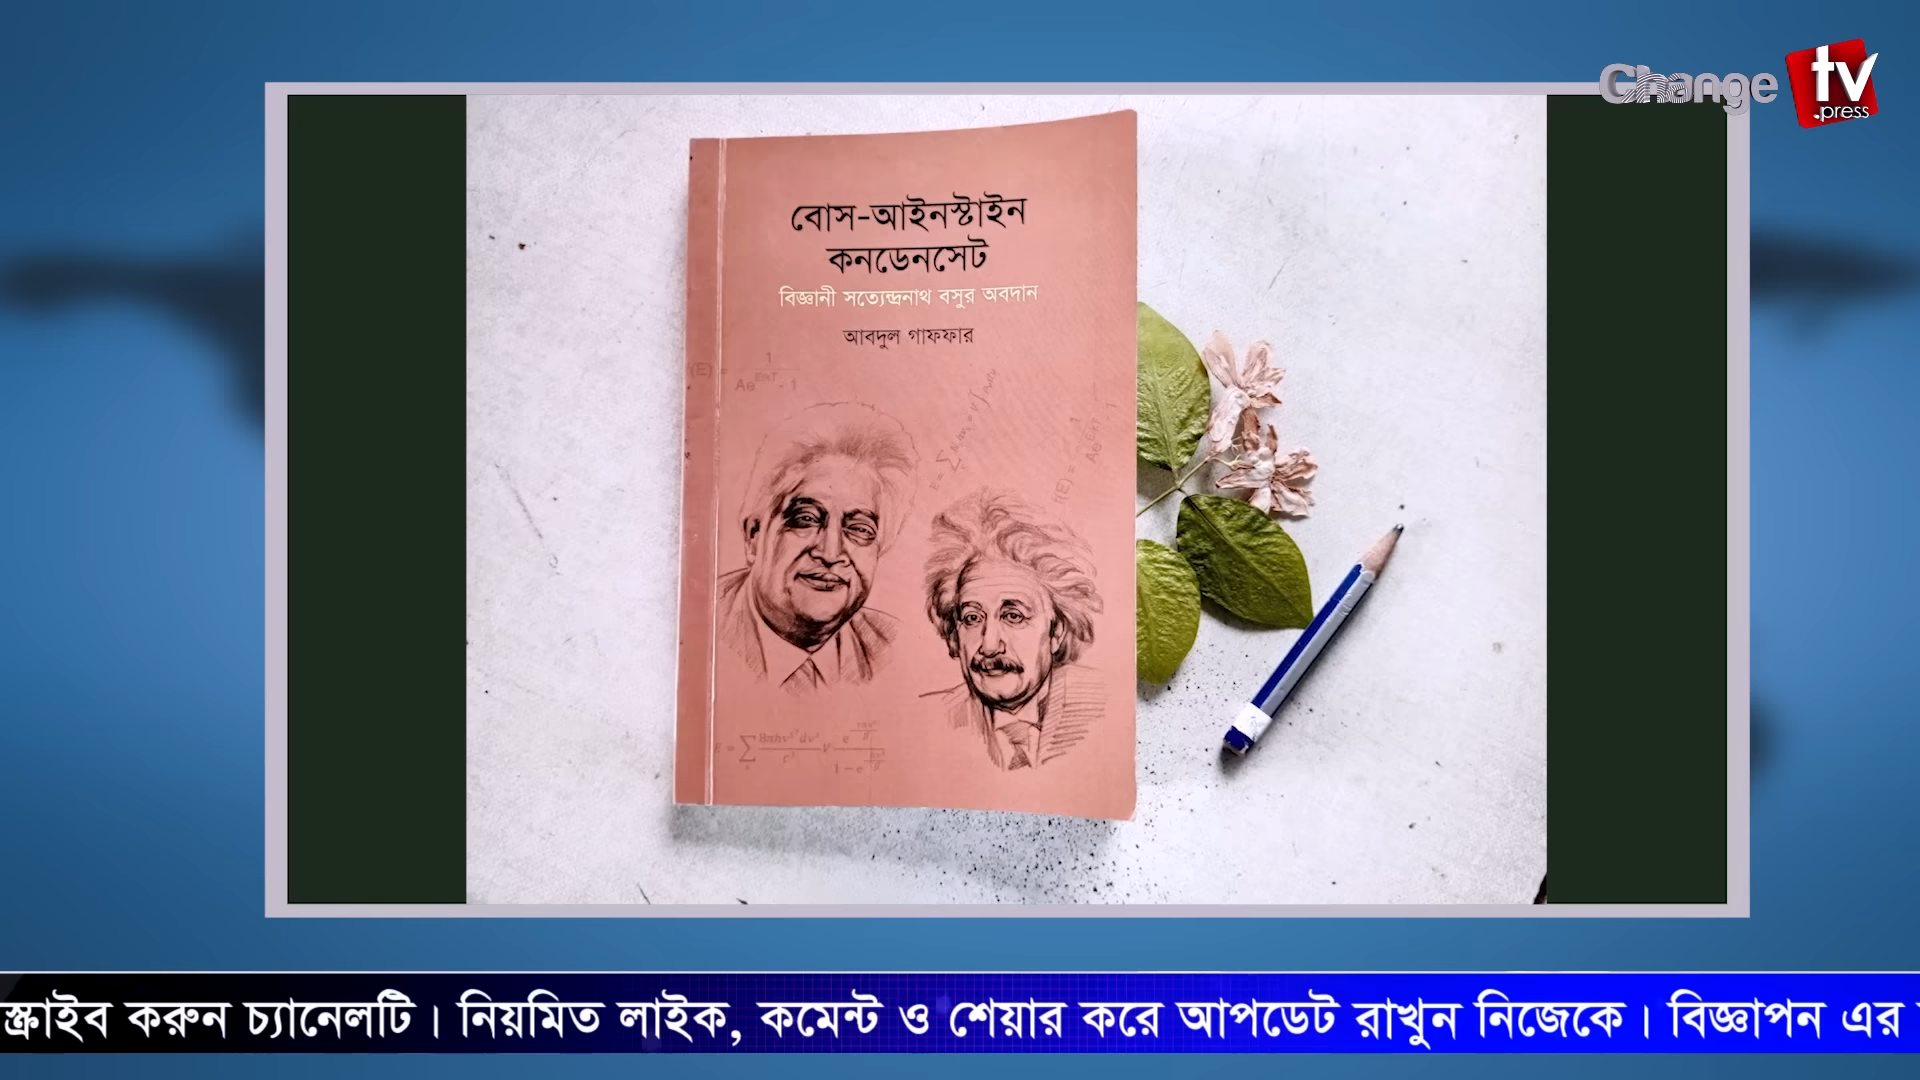 Change tv
.press
বোস-আইনস্টাইন
কনডেনসেট
বিজ্ঞানী সত্যেন্দ্রনাথ বসুর অবদান
আবদুল গাফফার
স্ক্রাইব করুন চ্যানেলটি। নিয়মিত লাইক, কমেন্ট ও শেয়ার করে আপডেট রাখুন নিজেকে। বিজ্ঞাপন এর